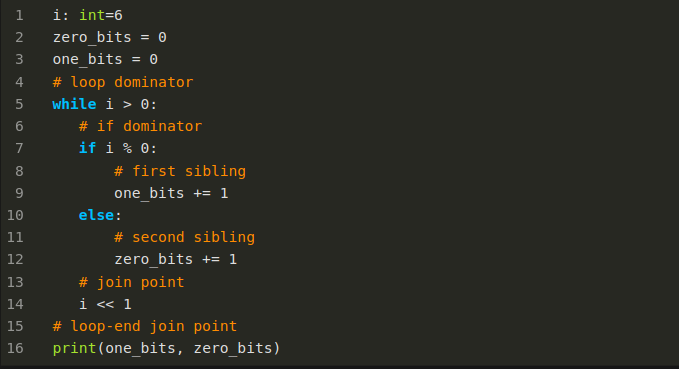 1 i: int=6
2 zero_bits = 0
3 one_bits = 0
4 # loop dominator
5 while i > 0:
6 # if dominator
7 if i % 0:
8 # first sibling
9 one_bits += 1
10 else:
11 # second sibling
12 zero_bits += 1
13 # join point
14 i << 1
15 # loop-end join point
16 print(one_bits, zero_bits)